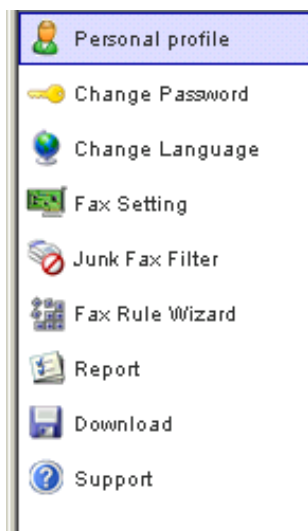 Personal profile
Change Password
Change Language
Fax Setting
Junk Fax Filter
Fax Rule Wizard
Report
Download
Support